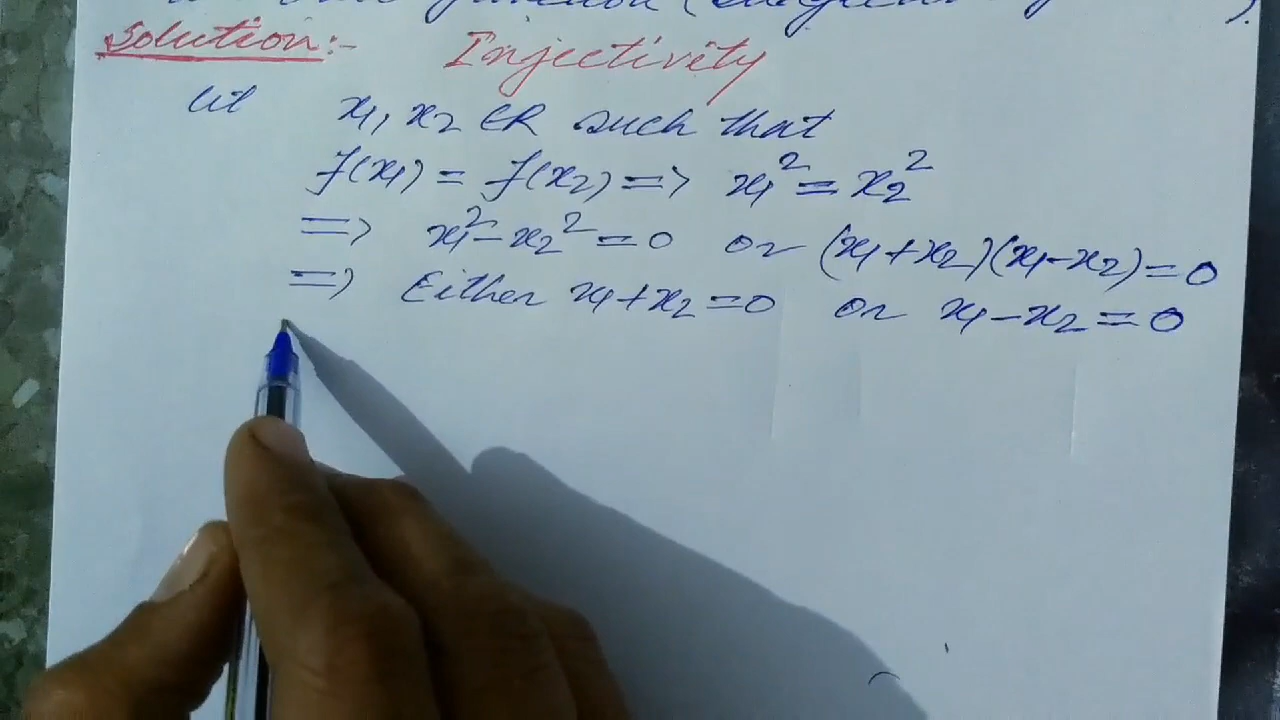 function (
Solution:- Injectivity
Let x1, x2 ∈ R such that
f(x1) = f(x2) => x1² = x2²
=> x1² - x2² = 0 or (x1 + x2)(x1 - x2) = 0
=> Either x1 + x2 = 0 or x1 - x2 = 0